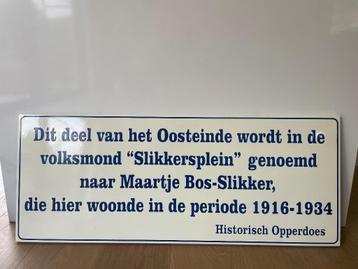 Dit deel van het Oosteinde wordt in de
volksmond “Slikkersplein” genoemd
naar Maartje Bos-Slikker,
die hier woonde in de periode 1916-1934
Historisch Opperdoes